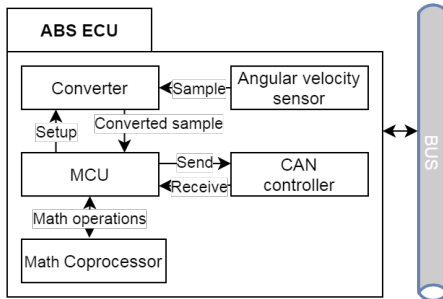 ABS ECU
Converter
Sample
Angular velocity
sensor
Setup
Converted sample
MCU
Send
Receive
CAN
controller
Math operations
Math Coprocessor
BUS